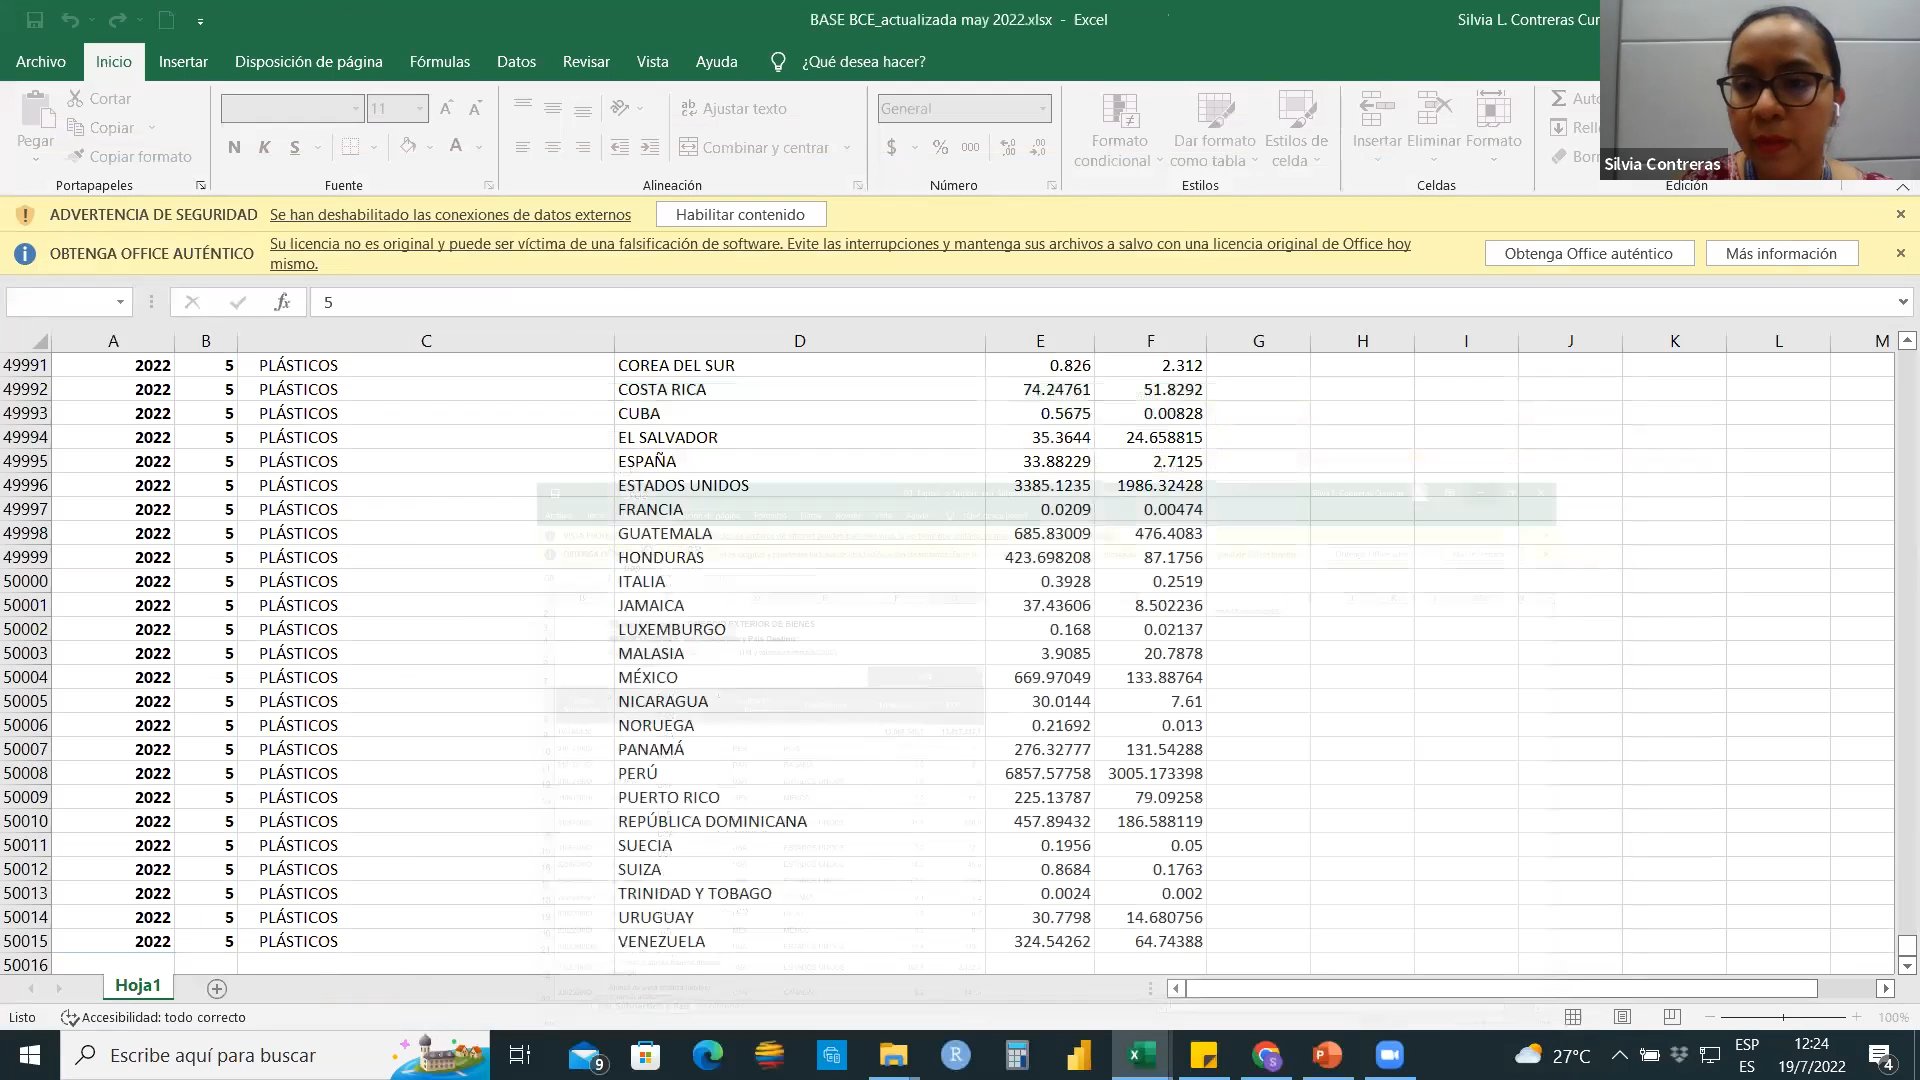 BASE BCE_actualizada may 2022.xlsx - Excel
Silvia L. Contreras
Archivo Inicio Insertar Disposición de página Fórmulas Datos Revisar Vista Ayuda ¿Qué desea hacer?
Pegar
Cortar
Copiar
Copiar formato
Portapapeles
11
N K S
Fuente
Ajustar texto
Combinar y centrar
Alineación
General
$ % 000
Número
Formato condicional
Dar formato como tabla
Estilos de celda
Estilos
Insertar Eliminar Formato
Celdas
Edición
Silvia Contreras
ADVERTENCIA DE SEGURIDAD Se han deshabilitado las conexiones de datos externos Habilitar contenido
OBTENGA OFFICE AUTÉNTICO Su licencia no es original y puede ser víctima de una falsificación de software. Evite las interrupciones y mantenga sus archivos a salvo con una licencia original de Office hoy mismo. Obtenga Office auténtico Más información
fx 5
A B C D E F G H I J K L M
49991 2022 5 PLÁSTICOS COREA DEL SUR 0.826 2.312
49992 2022 5 PLÁSTICOS COSTA RICA 74.24761 51.8292
49993 2022 5 PLÁSTICOS CUBA 0.5675 0.00828
49994 2022 5 PLÁSTICOS EL SALVADOR 35.3644 24.658815
49995 2022 5 PLÁSTICOS ESPAÑA 33.88229 2.7125
49996 2022 5 PLÁSTICOS ESTADOS UNIDOS 3385.1235 1986.32428
49997 2022 5 PLÁSTICOS FRANCIA 0.0209 0.00474
49998 2022 5 PLÁSTICOS GUATEMALA 685.83009 476.4083
49999 2022 5 PLÁSTICOS HONDURAS 423.698208 87.1756
50000 2022 5 PLÁSTICOS ITALIA 0.3928 0.2519
50001 2022 5 PLÁSTICOS JAMAICA 37.43606 8.502236
50002 2022 5 PLÁSTICOS LUXEMBURGO 0.168 0.02137
50003 2022 5 PLÁSTICOS MALASIA 3.9085 20.7878
50004 2022 5 PLÁSTICOS MÉXICO 669.97049 133.88764
50005 2022 5 PLÁSTICOS NICARAGUA 30.0144 7.61
50006 2022 5 PLÁSTICOS NORUEGA 0.21692 0.013
50007 2022 5 PLÁSTICOS PANAMÁ 276.32777 131.54288
50008 2022 5 PLÁSTICOS PERÚ 6857.57758 3005.173398
50009 2022 5 PLÁSTICOS PUERTO RICO 225.13787 79.09258
50010 2022 5 PLÁSTICOS REPÚBLICA DOMINICANA 457.89432 186.588119
50011 2022 5 PLÁSTICOS SUECIA 0.1956 0.05
50012 2022 5 PLÁSTICOS SUIZA 0.8684 0.1763
50013 2022 5 PLÁSTICOS TRINIDAD Y TOBAGO 0.0024 0.002
50014 2022 5 PLÁSTICOS URUGUAY 30.7798 14.680756
50015 2022 5 PLÁSTICOS VENEZUELA 324.54262 64.74388
50016
Hoja1
Listo Accesibilidad: todo correcto 100%
Escribe aquí para buscar 9 27°C ESP ES 12:24 19/7/2022 4